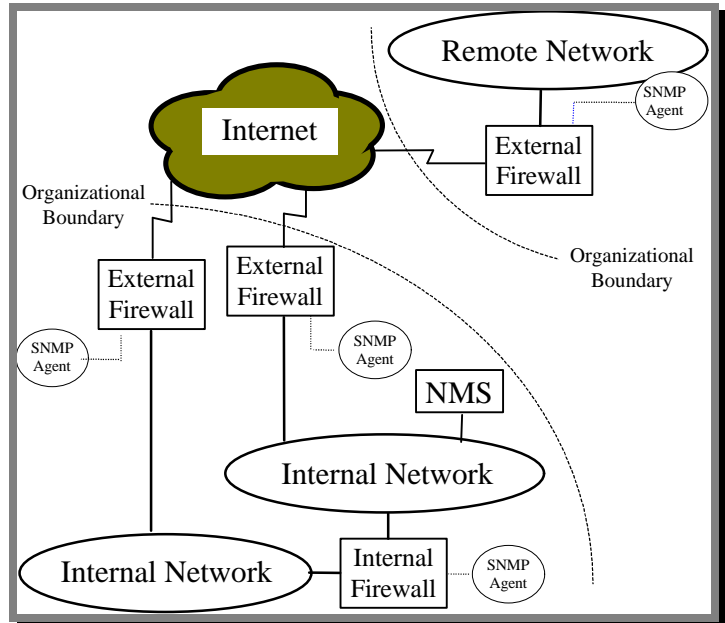 Remote Network
SNMP
Agent
Internet
External
Firewall
Organizational
Boundary
Organizational
Boundary
External
Firewall
External
Firewall
SNMP
Agent
SNMP
Agent
NMS
Internal Network
Internal Network
Internal
Firewall
SNMP
Agent